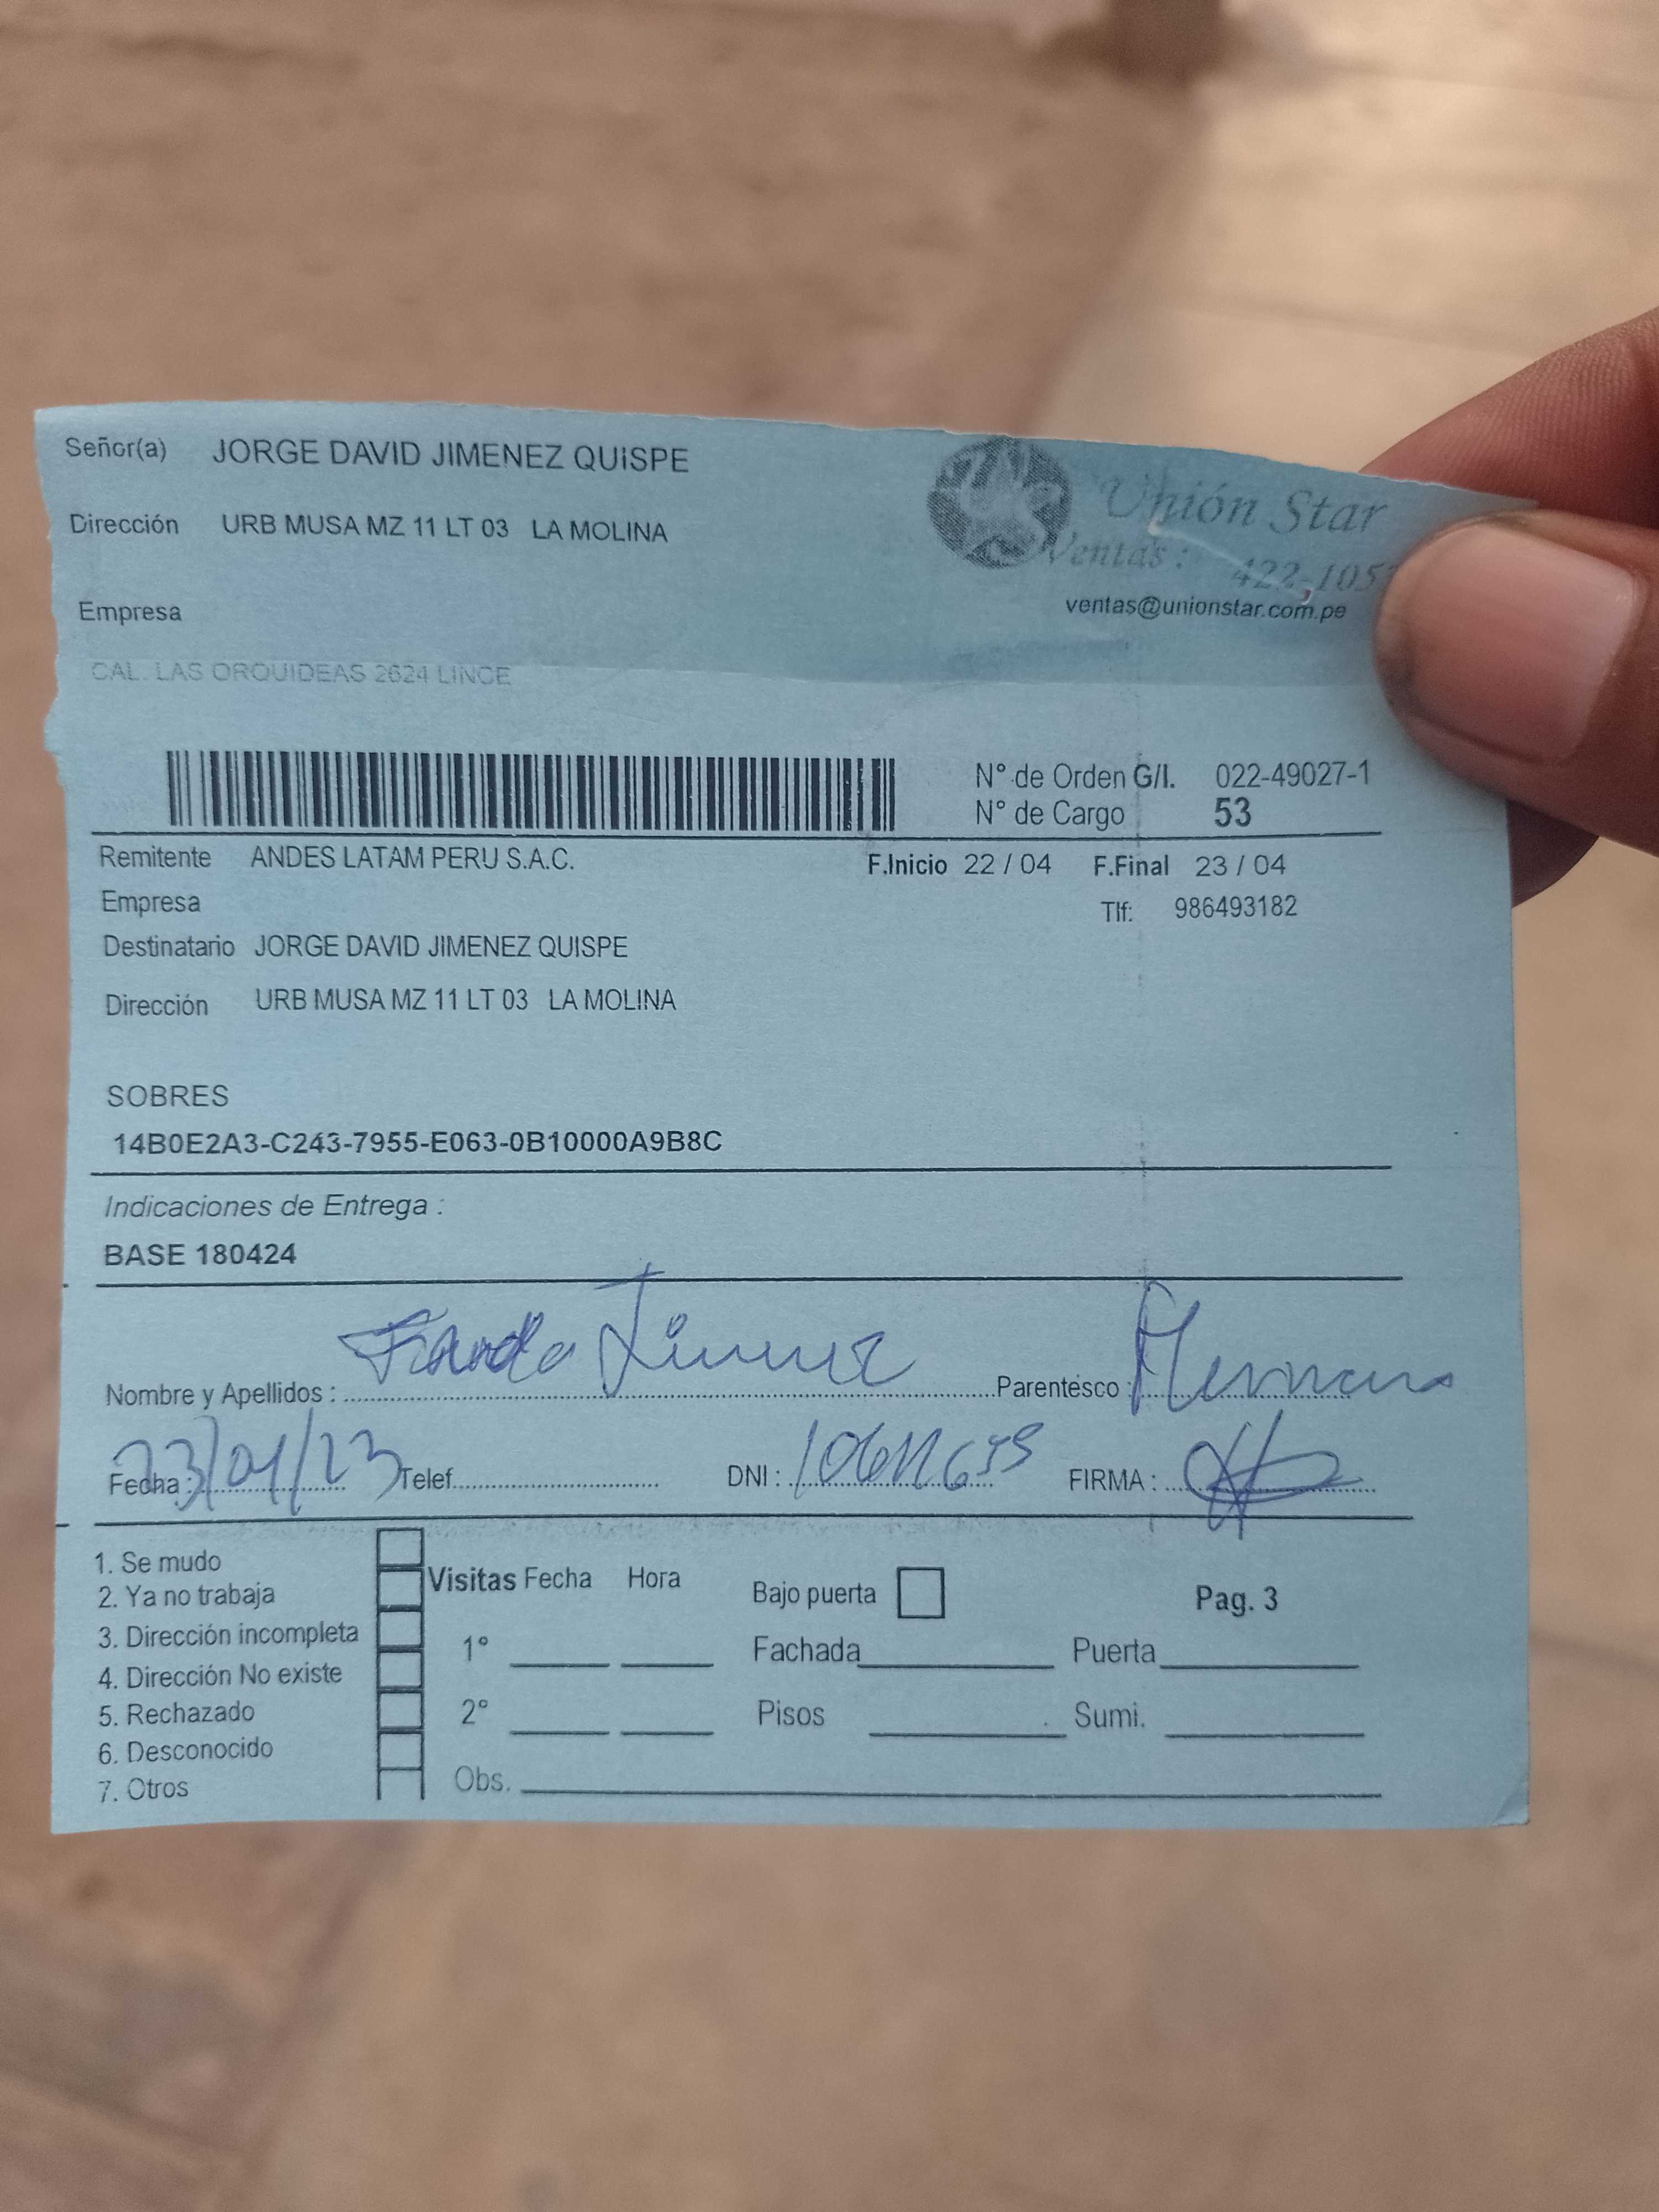 Señor(a) JORGE DAVID JIMENEZ QUISPE
Unión Star
Dirección URB MUSA MZ 11 LT 03 LA MOLINA
Ventas : 422-105
ventas@unionstar.com.pe
Empresa
CAL. LAS ORQUIDEAS 2624 LINCE
N° de Orden G/I. 022-49027-1
N° de Cargo 53
Remitente ANDES LATAM PERU S.A.C. F.Inicio 22 / 04 F.Final 23 / 04
Empresa Tlf: 986493182
Destinatario JORGE DAVID JIMENEZ QUISPE
Dirección URB MUSA MZ 11 LT 03 LA MOLINA
SOBRES
14B0E2A3-C243-7955-E063-0B10000A9B8C
Indicaciones de Entrega :
BASE 180424
Nombre y Apellidos : Jimenez Parentesco : Hermano
Fecha : Telef. DNI : FIRMA :
1. Se mudo
2. Ya no trabaja
3. Dirección incompleta
4. Dirección No existe
5. Rechazado
6. Desconocido
7. Otros
Visitas Fecha Hora Bajo puerta Pag. 3
1° Fachada Puerta
2° Pisos Sumi.
Obs.